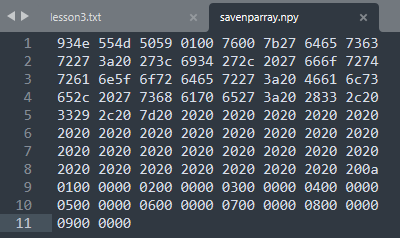 lesson3.txt × savenparray.npy ×
1 934e 554d 5059 0100 7600 7b27 6465 7363
2 7227 3a20 273c 6934 272c 2027 666f 7274
3 7261 6e5f 6f72 6465 7227 3a20 4661 6c73
4 652c 2027 7368 6170 6527 3a20 2833 2c20
5 3329 2c20 7d20 2020 2020 2020 2020 2020
6 2020 2020 2020 2020 2020 2020 2020 2020
7 2020 2020 2020 2020 2020 2020 2020 2020
8 2020 2020 2020 2020 2020 2020 2020 200a
9 0100 0000 0200 0000 0300 0000 0400 0000
10 0500 0000 0600 0000 0700 0000 0800 0000
11 0900 0000